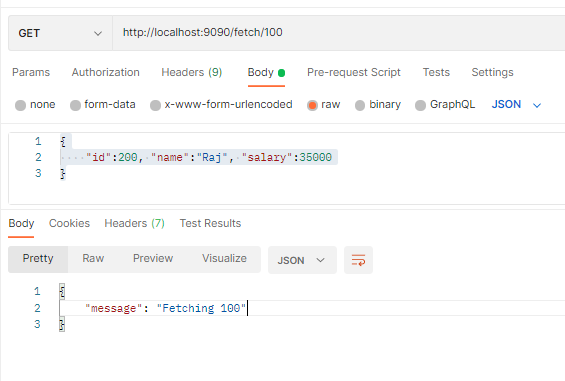 GET http://localhost:9090/fetch/100
Params Authorization Headers (9) Body Pre-request Script Tests Settings
none form-data x-www-form-urlencoded raw binary GraphQL JSON
1 {
2 "id":200, "name":"Raj", "salary":35000
3 }
Body Cookies Headers (7) Test Results
Pretty Raw Preview Visualize JSON
1 {
2 "message": "Fetching 100"
3 }